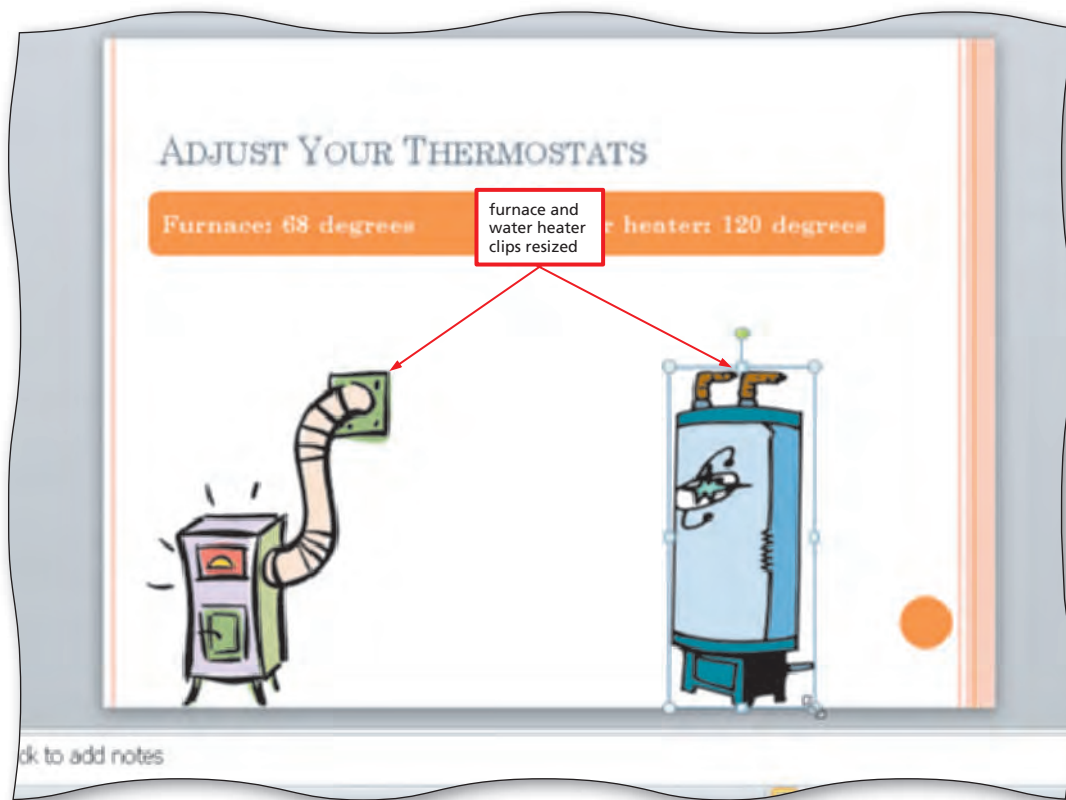 ADJUST YOUR THERMOSTATS
Furnace: 68 degrees
furnace and
water heater
clips resized
heater: 120 degrees
to add notes